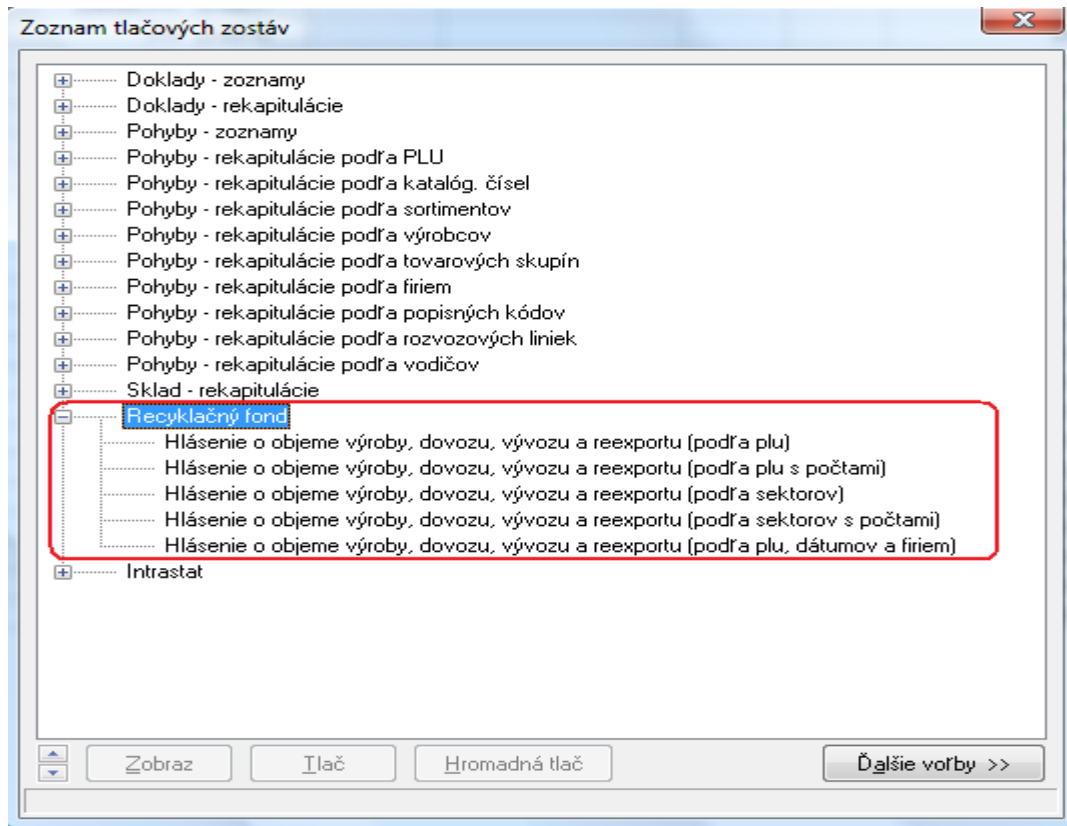 Zoznam tlačových zostáv
Doklady - zoznamy
Doklady - rekapitulácie
Pohyby - zoznamy
Pohyby - rekapitulácie podľa PLU
Pohyby - rekapitulácie podľa katalóg. čísel
Pohyby - rekapitulácie podľa sortimentov
Pohyby - rekapitulácie podľa výrobcov
Pohyby - rekapitulácie podľa tovarových skupín
Pohyby - rekapitulácie podľa firiem
Pohyby - rekapitulácie podľa popisných kódov
Pohyby - rekapitulácie podľa rozvozových liniek
Pohyby - rekapitulácie podľa vodičov
Sklad - rekapitulácie
Recyklačný fond
Hlásenie o objeme výroby, dovozu, vývozu a reexportu (podľa plu)
Hlásenie o objeme výroby, dovozu, vývozu a reexportu (podľa plu s počtami)
Hlásenie o objeme výroby, dovozu, vývozu a reexportu (podľa sektorov)
Hlásenie o objeme výroby, dovozu, vývozu a reexportu (podľa sektorov s počtami)
Hlásenie o objeme výroby, dovozu, vývozu a reexportu (podľa plu, dátumov a firiem)
Intrastat
Zobraz Tlač Hromadná tlač Ďalšie voľby >>